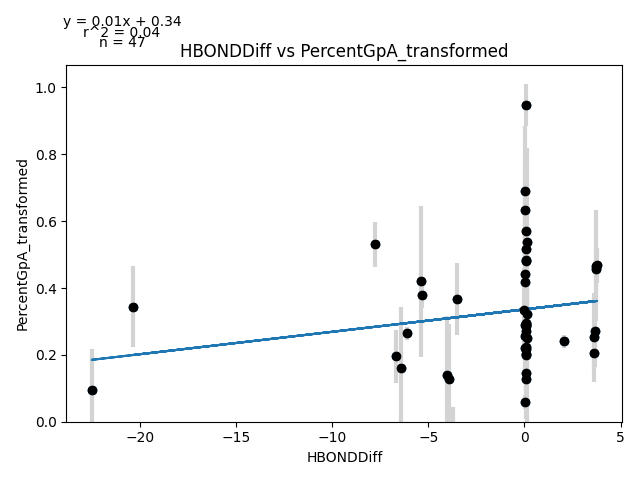 y = 0.01x + 0.34
r^2 = 0.04
n = 47
HBONDDiff vs PercentGpA_transformed
PercentGpA_transformed
1.0
0.8
0.6
0.4
0.2
0.0
−20 −15 −10 −5 0 5
HBONDDiff